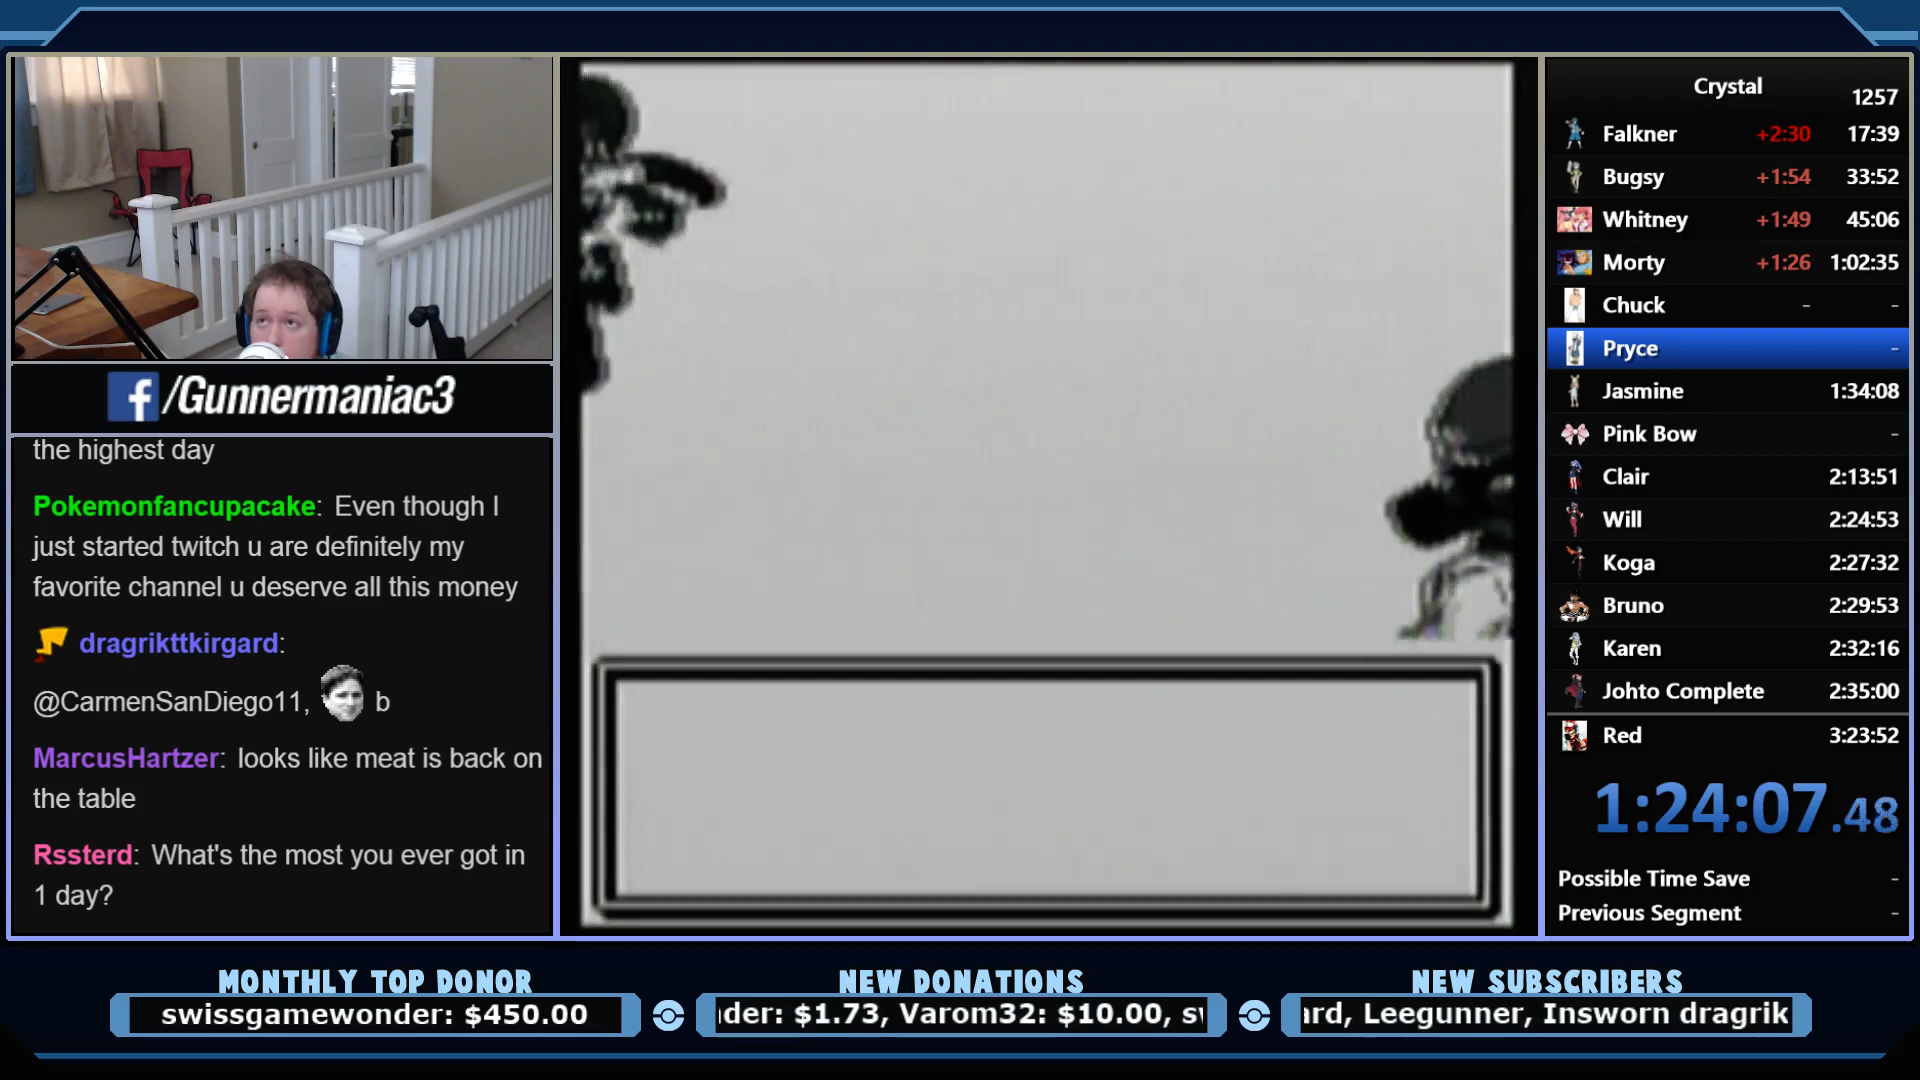 Crystal
1257
Falkner +2:30 17:39
Bugsy +1:54 33:52
Whitney +1:49 45:06
Morty +1:26 1:02:35
Chuck - -
Pryce -
Jasmine 1:34:08
Pink Bow -
Clair 2:13:51
Will 2:24:53
Koga 2:27:32
Bruno 2:29:53
Karen 2:32:16
Johto Complete 2:35:00
Red 3:23:52
1:24:07.48
Possible Time Save -
Previous Segment -
f/Gunnermaniac3
the highest day
Pokemonfancupacake: Even though I
just started twitch u are definitely my
favorite channel u deserve all this money
dragrikttkirgard:
@CarmenSanDiego11, b
MarcusHartzer: looks like meat is back on
the table
Rssterd: What's the most you ever got in
1 day?
MONTHLY TOP DONOR
swissgamewonder: $450.00
NEW DONATIONS
der: $1.73, Varom32: $10.00,
NEW SUBSCRIBERS
ard, Leegunner, Insworn dragrik